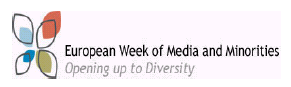 European Week of Media and Minorities
Opening up to Diversity